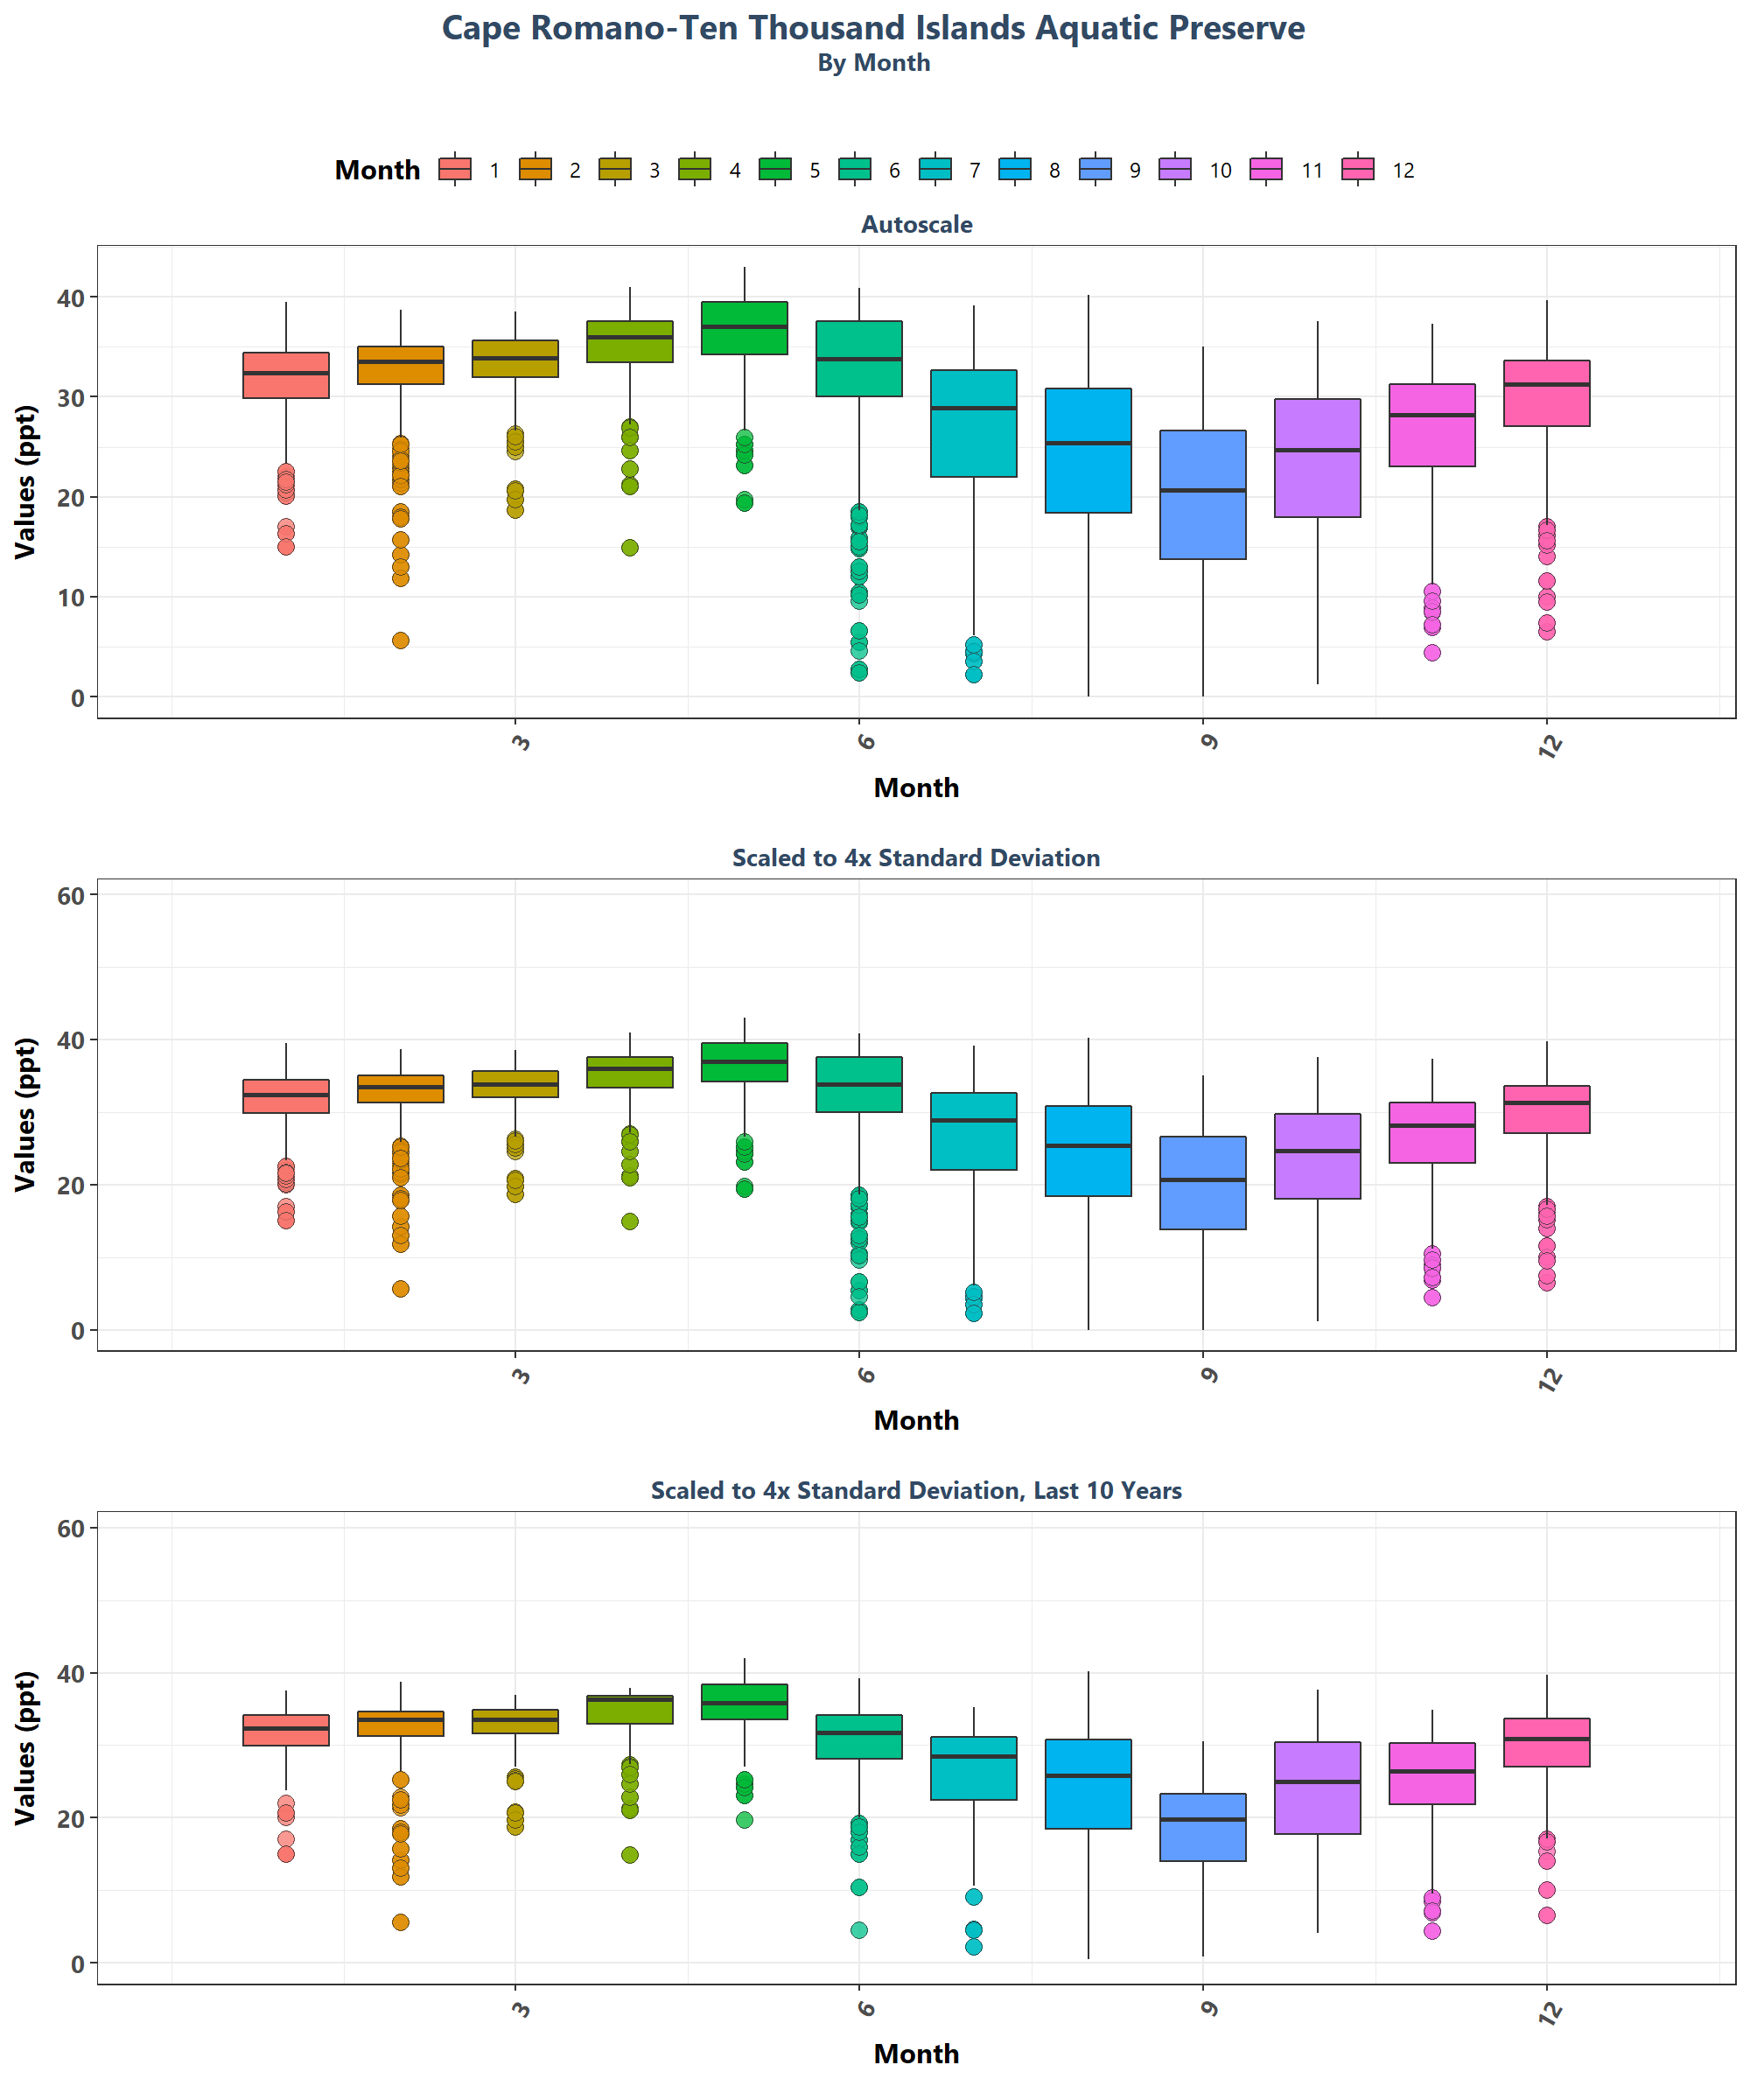 Cape Romano-Ten Thousand Islands Aquatic Preserve
By Month
Month 1 2 3 4 5 6 7 8 9 10 11 12
Autoscale
Values (ppt)
40
30
20
10
0
3 6 9 12
Month
Scaled to 4x Standard Deviation
Values (ppt)
60
40
20
0
3 6 9 12
Month
Scaled to 4x Standard Deviation, Last 10 Years
Values (ppt)
60
40
20
0
3 6 9 12
Month